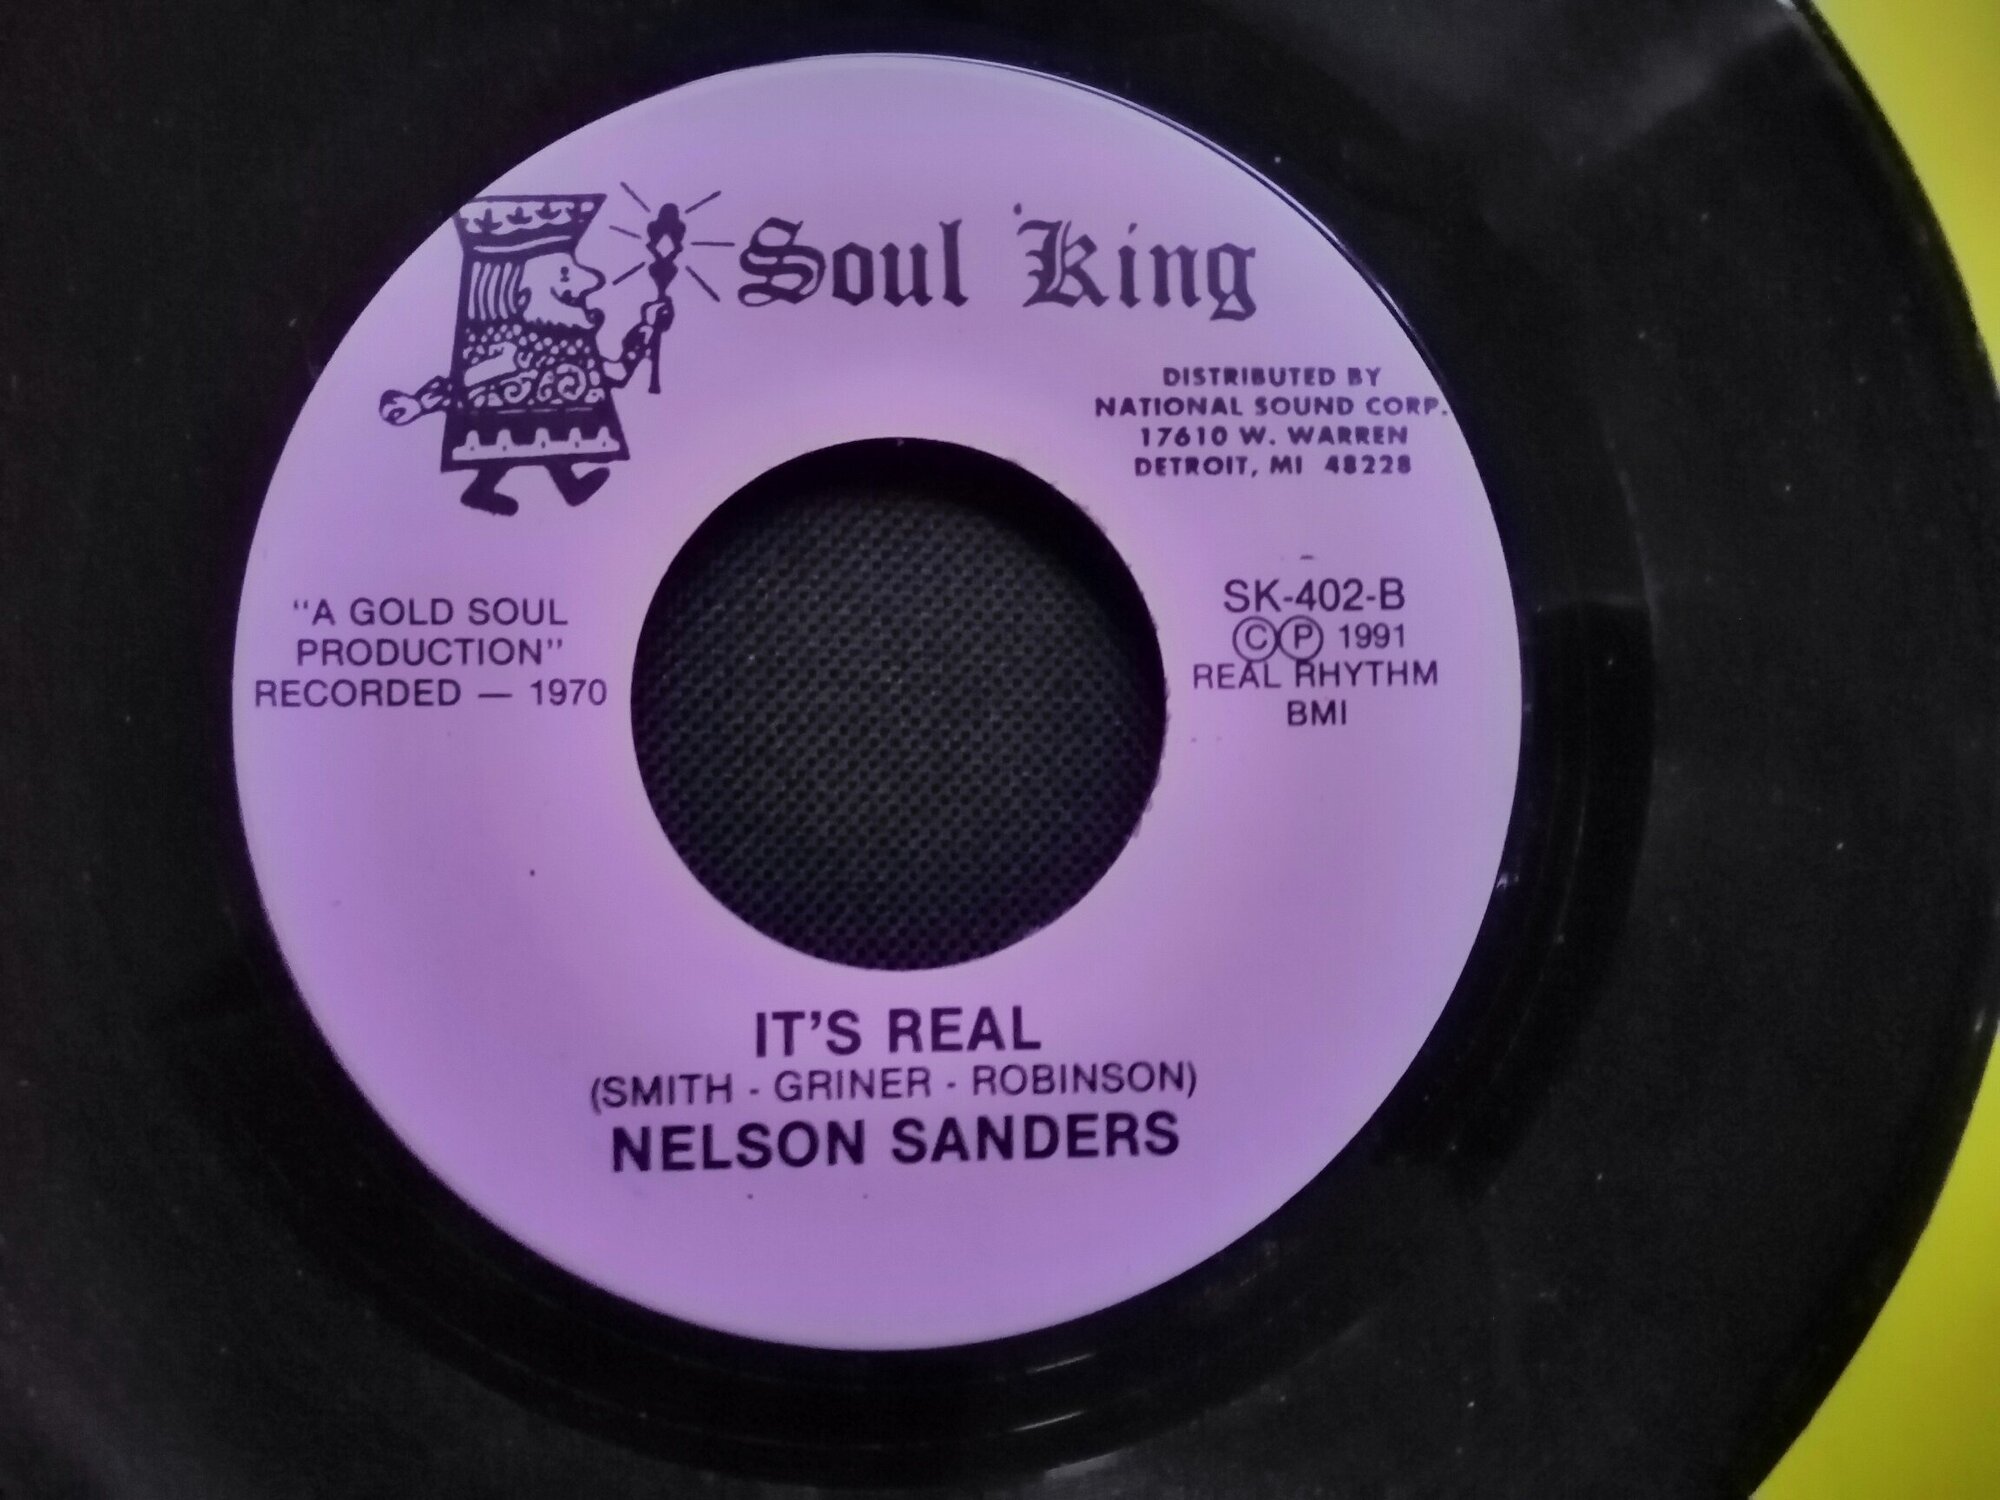 Soul King
DISTRIBUTED BY
NATIONAL SOUND CORP.
17610 W. WARREN
DETROIT, MI 48228
"A GOLD SOUL
PRODUCTION"
RECORDED — 1970
SK-402-B
Ⓒ Ⓟ 1991
REAL RHYTHM
BMI
IT'S REAL
(SMITH - GRINER - ROBINSON)
NELSON SANDERS